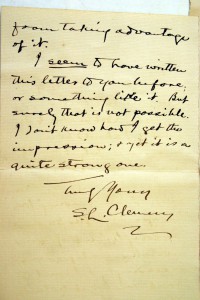 from taking advantage
of it.
I seem to have written
this letter to you before,
or something like it. But
surely that is not possible.
I don't know how I get the
impression; & yet it is a
quite strong one.
Truly Yours
S. L. Clemens